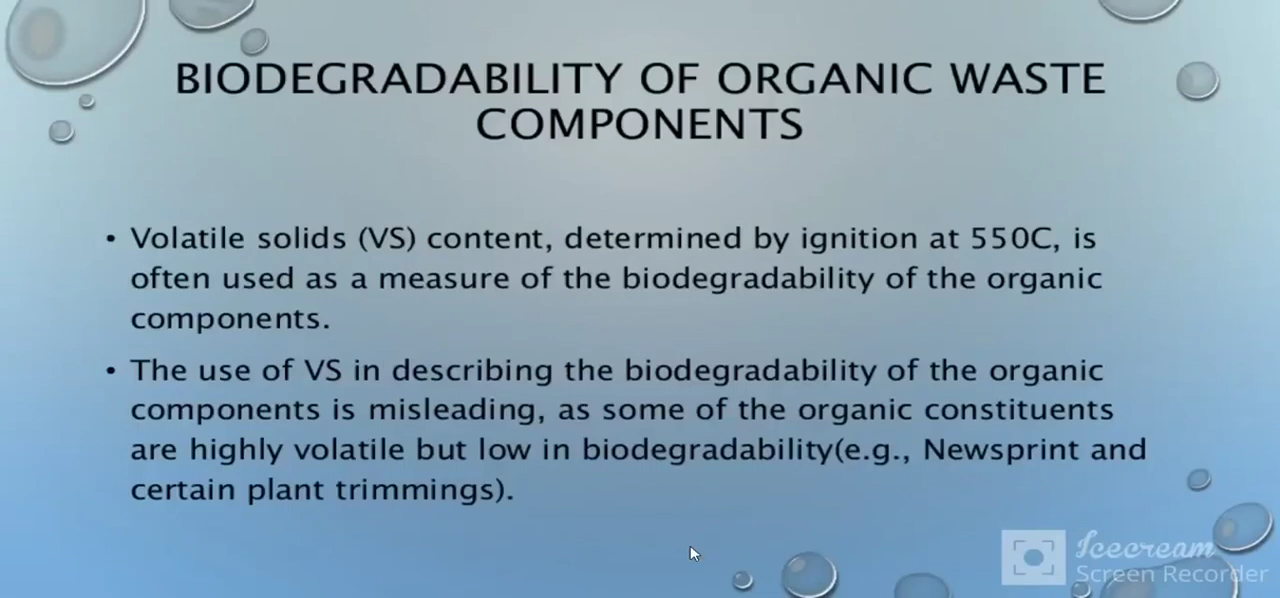 BIODEGRADABILITY OF ORGANIC WASTE
COMPONENTS
• Volatile solids (VS) content, determined by ignition at 550C, is
often used as a measure of the biodegradability of the organic
components.
• The use of VS in describing the biodegradability of the organic
components is misleading, as some of the organic constituents
are highly volatile but low in biodegradability(e.g., Newsprint and
certain plant trimmings).
Icecream
Screen Recorder